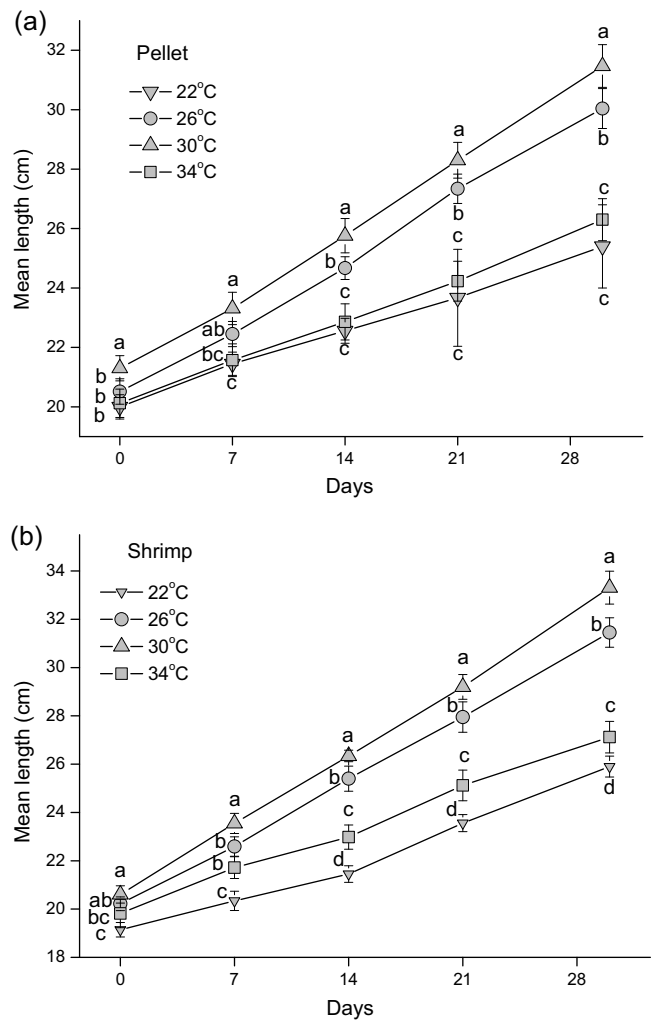 (a)
Pellet
22°C
26°C
30°C
34°C
Mean length (cm)
32
30
28
26
24
22
20
a
b
b
b
a
ab
bc
c
a
b
c
c
a
b
c
c
a
b
c
c
0 7 14 21 28
Days
(b)
Shrimp
22°C
26°C
30°C
34°C
Mean length (cm)
34
32
30
28
26
24
22
20
18
a
ab
bc
c
a
b
b
c
a
b
c
d
a
b
c
d
a
b
c
d
0 7 14 21 28
Days